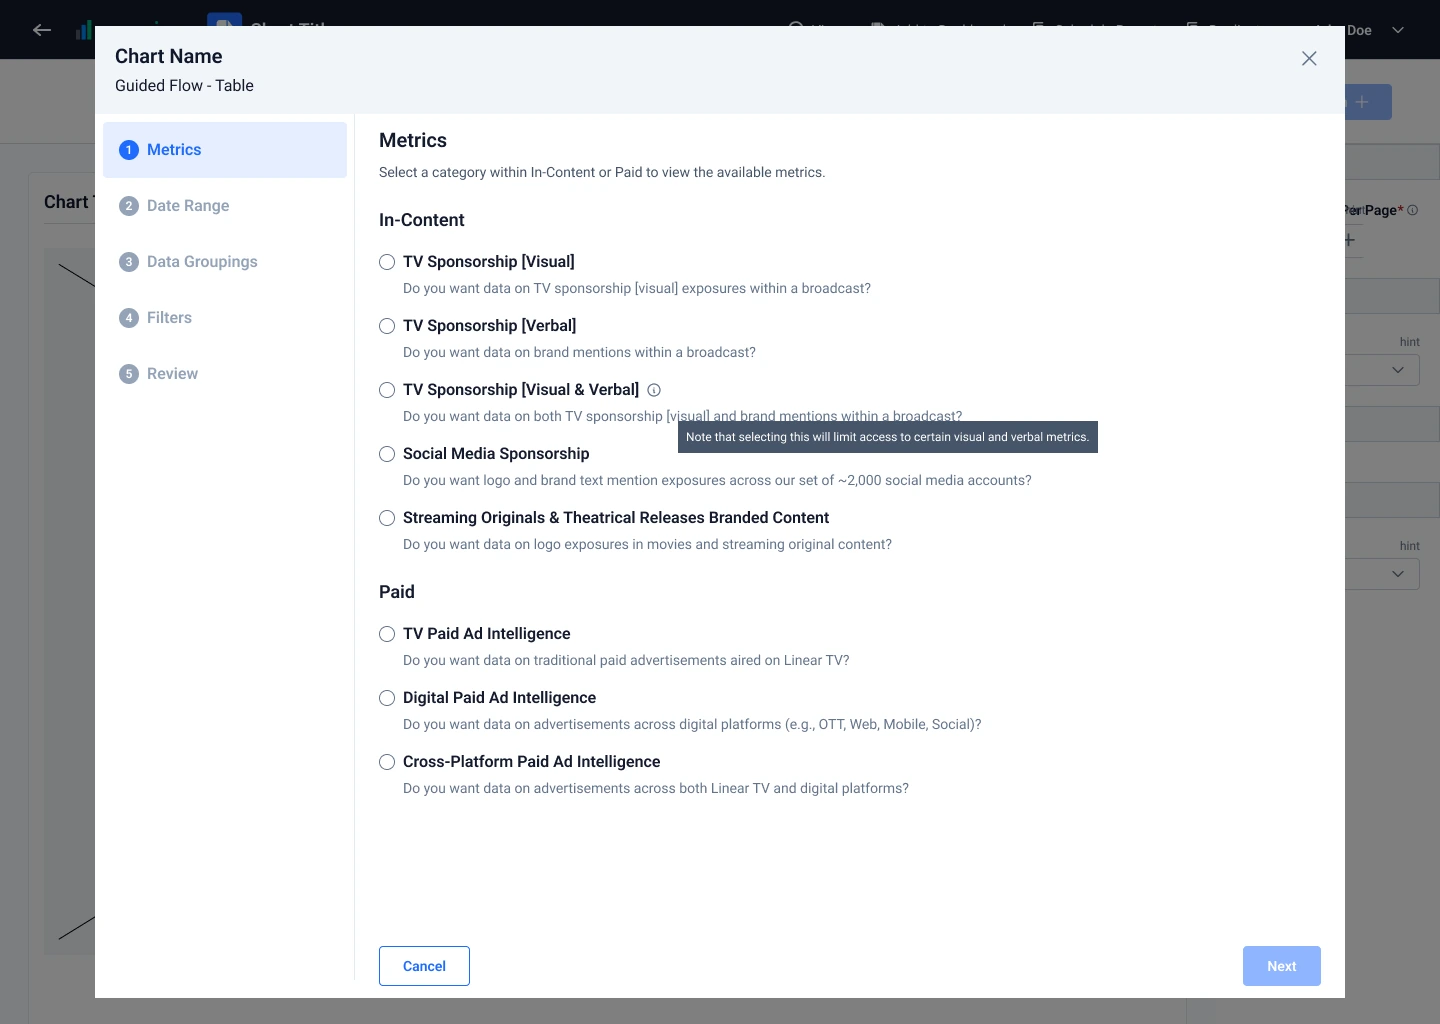 Doe
Chart Name
Guided Flow - Table
1 Metrics
2 Date Range
3 Data Groupings
4 Filters
5 Review
Metrics
Select a category within In-Content or Paid to view the available metrics.
In-Content
TV Sponsorship [Visual]
Do you want data on TV sponsorship [visual] exposures within a broadcast?
TV Sponsorship [Verbal]
Do you want data on brand mentions within a broadcast?
TV Sponsorship [Visual & Verbal]
Do you want data on both TV sponsorship [visual] and brand mentions within a broadcast?
Note that selecting this will limit access to certain visual and verbal metrics.
Social Media Sponsorship
Do you want logo and brand text mention exposures across our set of ~2,000 social media accounts?
Streaming Originals & Theatrical Releases Branded Content
Do you want data on logo exposures in movies and streaming original content?
Paid
TV Paid Ad Intelligence
Do you want data on traditional paid advertisements aired on Linear TV?
Digital Paid Ad Intelligence
Do you want data on advertisements across digital platforms (e.g., OTT, Web, Mobile, Social)?
Cross-Platform Paid Ad Intelligence
Do you want data on advertisements across both Linear TV and digital platforms?
Cancel
Next
Chart
Page*
hint
hint